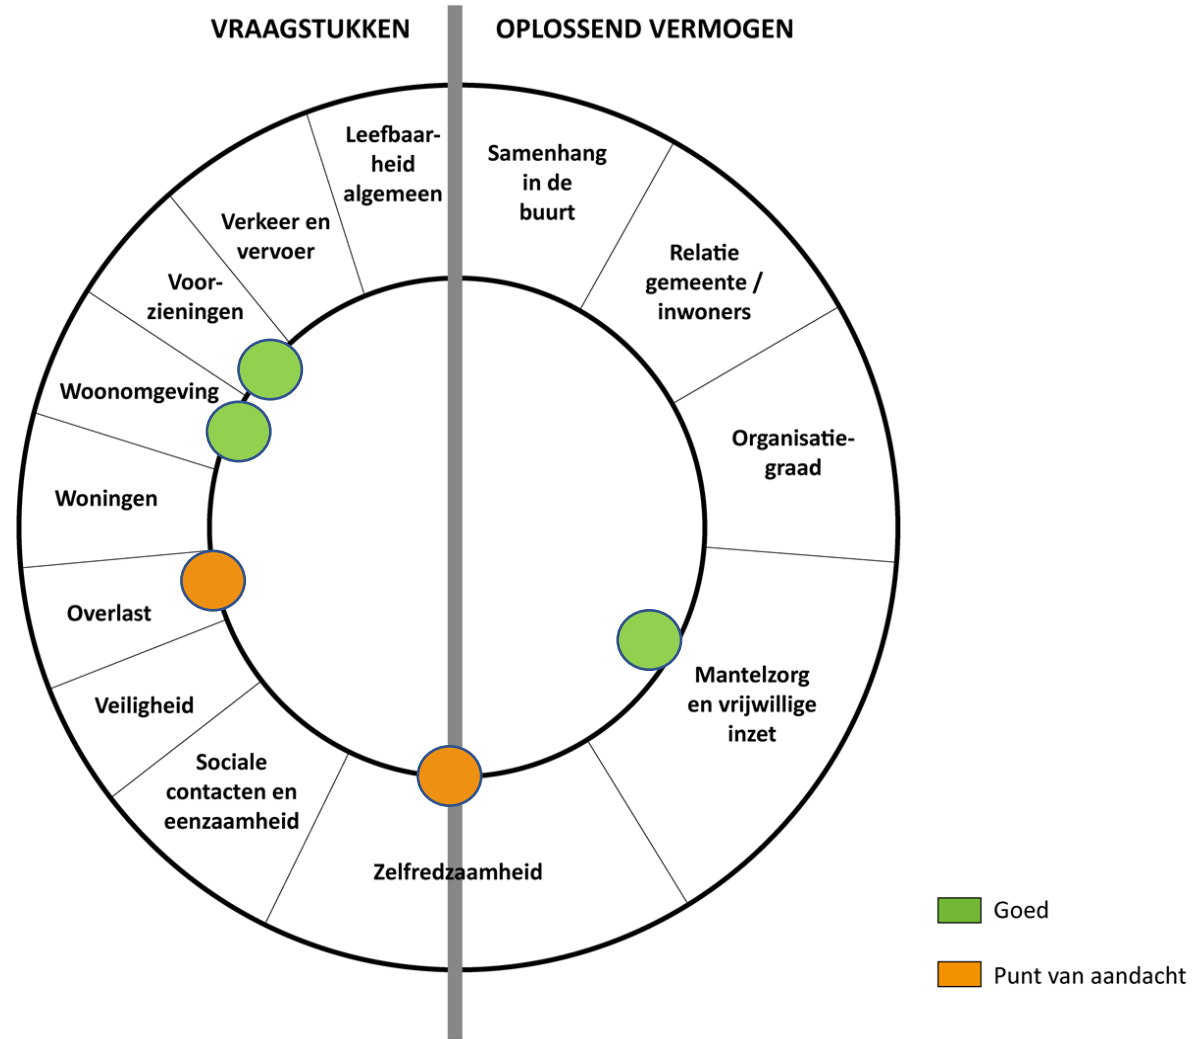 VRAAGSTUKKEN
OPLOSSEND VERMOGEN
Leefbaar-
heid
algemeen
Samenhang
in de
buurt
Verkeer en
vervoer
Relatie
gemeente /
inwoners
Voor-
zieningen
Woonomgeving
Organisatie-
graad
Woningen
Overlast
Veiligheid
Mantelzorg
en vrijwillige
inzet
Sociale
contacten en
eenzaamheid
Zelfredzaamheid
Goed
Punt van aandacht